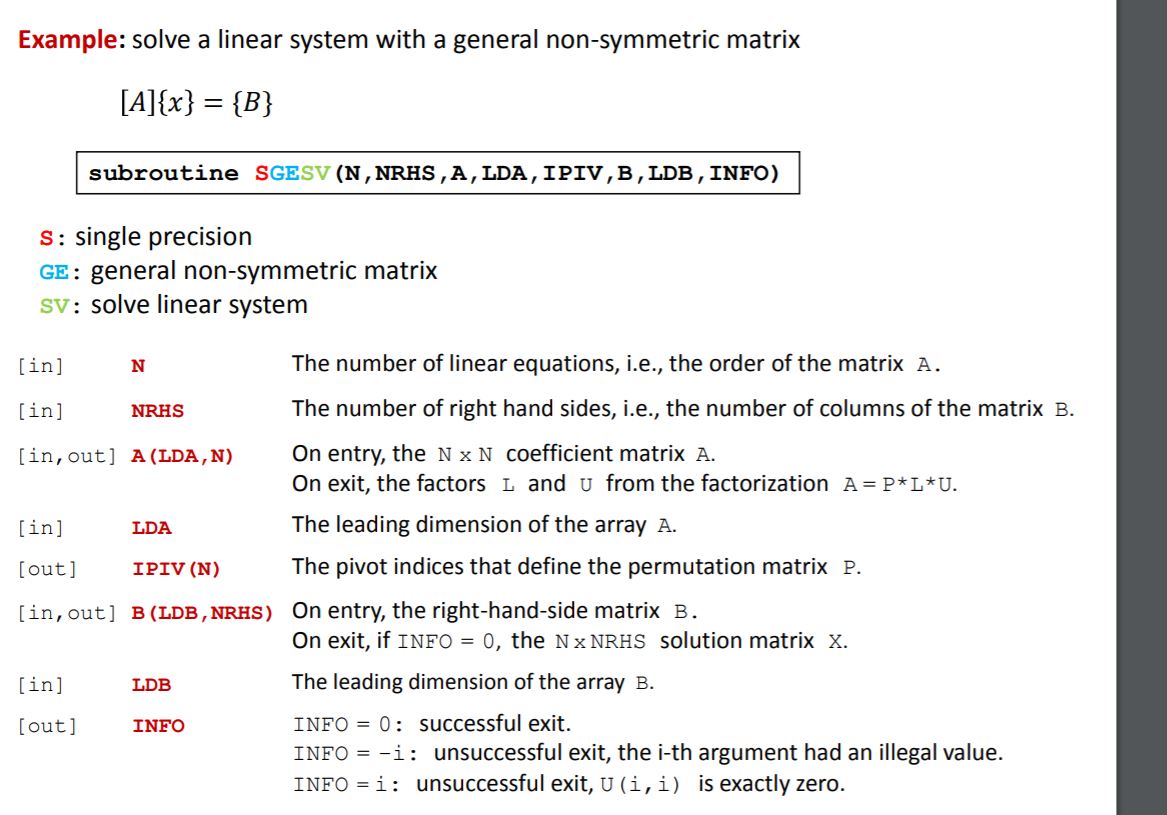 Example: solve a linear system with a general non-symmetric matrix
[A]{x} = {B}
subroutine SGESV(N,NRHS,A,LDA,IPIV,B,LDB,INFO)
S: single precision
GE: general non-symmetric matrix
SV: solve linear system
[in] N The number of linear equations, i.e., the order of the matrix A.
[in] NRHS The number of right hand sides, i.e., the number of columns of the matrix B.
[in,out] A(LDA,N) On entry, the N x N coefficient matrix A.
On exit, the factors L and U from the factorization A = P*L*U.
[in] LDA The leading dimension of the array A.
[out] IPIV(N) The pivot indices that define the permutation matrix P.
[in,out] B(LDB,NRHS) On entry, the right-hand-side matrix B.
On exit, if INFO = 0, the N x NRHS solution matrix X.
[in] LDB The leading dimension of the array B.
[out] INFO INFO = 0: successful exit.
INFO = -i: unsuccessful exit, the i-th argument had an illegal value.
INFO = i: unsuccessful exit, U(i,i) is exactly zero.